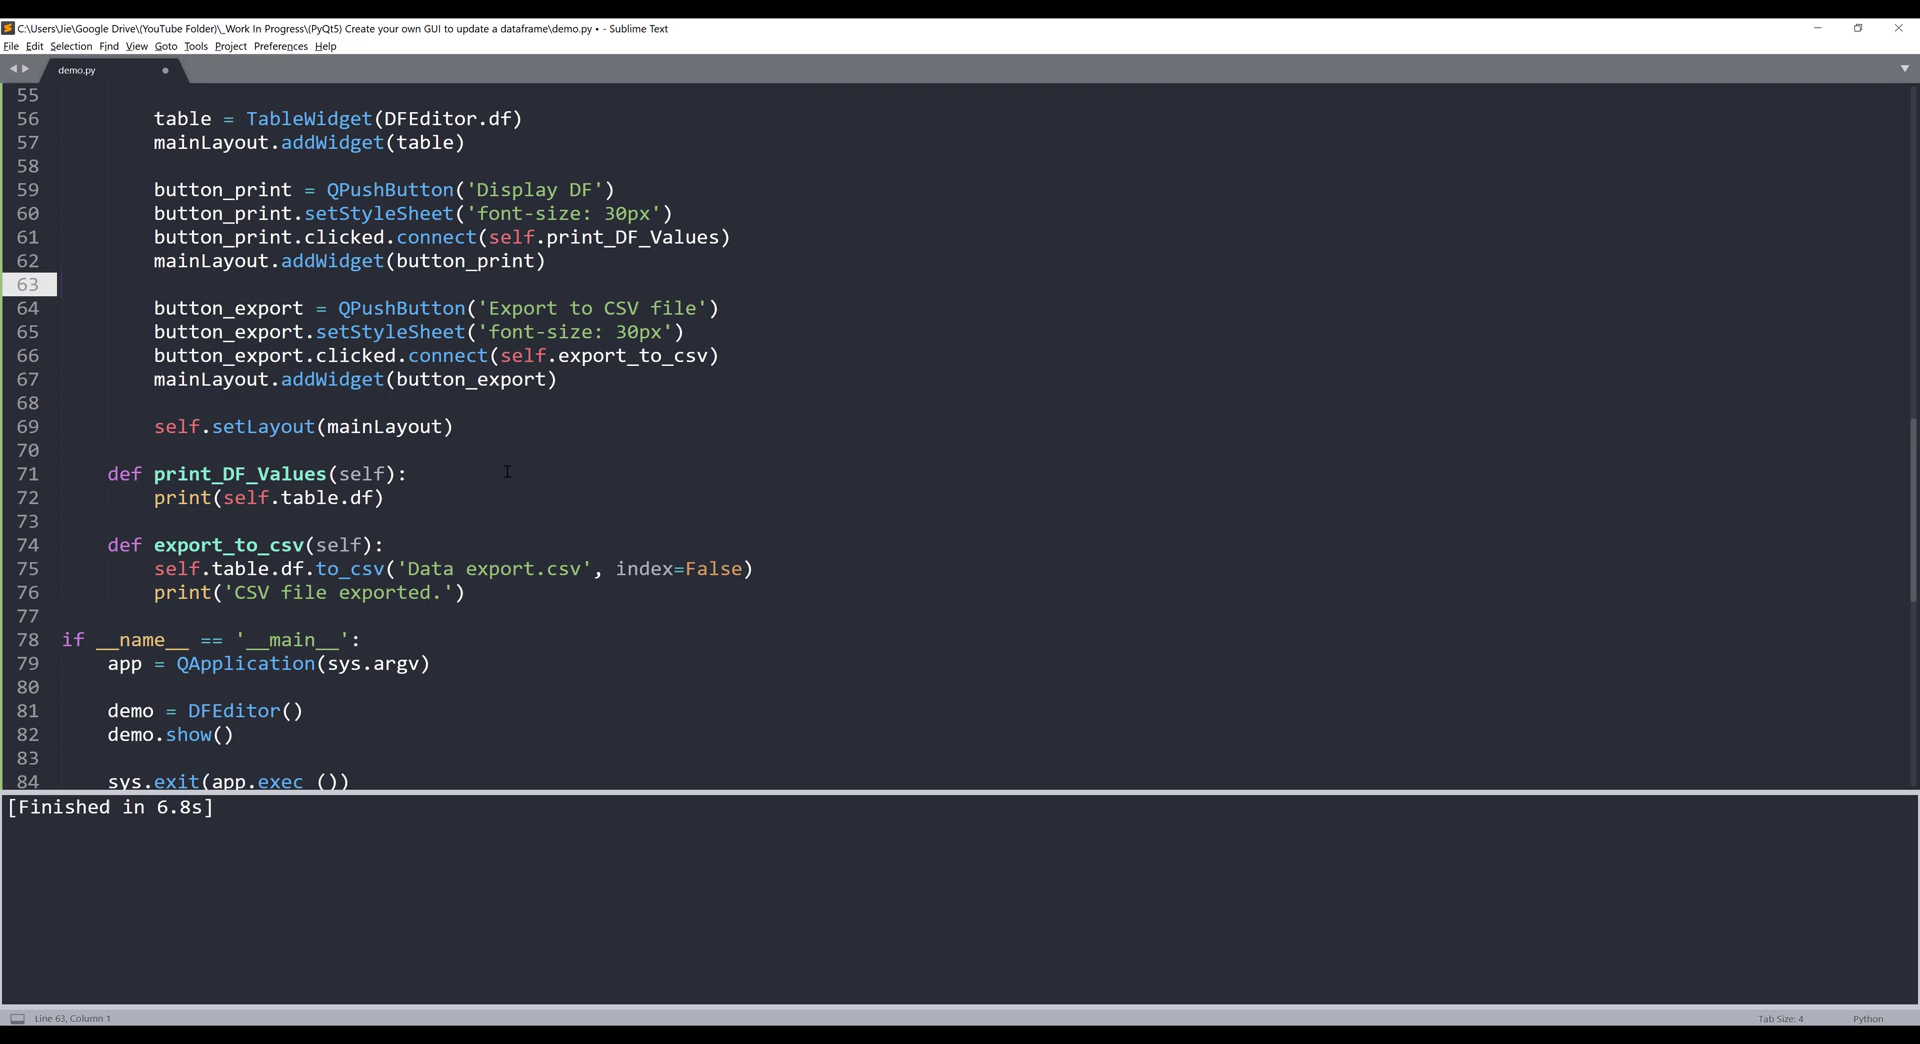 C:\Users\Jie\Google Drive\(YouTube Folder)\_Work In Progress\(PyQt5) Create your own GUI to update a dataframe\demo.py • - Sublime Text
File Edit Selection Find View Goto Tools Project Preferences Help
demo.py
55
56 table = TableWidget(DFEditor.df)
57 mainLayout.addWidget(table)
58
59 button_print = QPushButton('Display DF')
60 button_print.setStyleSheet('font-size: 30px')
61 button_print.clicked.connect(self.print_DF_Values)
62 mainLayout.addWidget(button_print)
63
64 button_export = QPushButton('Export to CSV file')
65 button_export.setStyleSheet('font-size: 30px')
66 button_export.clicked.connect(self.export_to_csv)
67 mainLayout.addWidget(button_export)
68
69 self.setLayout(mainLayout)
70
71 def print_DF_Values(self):
72 print(self.table.df)
73
74 def export_to_csv(self):
75 self.table.df.to_csv('Data export.csv', index=False)
76 print('CSV file exported.')
77
78 if __name__ == '__main__':
79 app = QApplication(sys.argv)
80
81 demo = DFEditor()
82 demo.show()
83
84 sys.exit(app.exec_())
[Finished in 6.8s]
Line 63, Column 1 Tab Size: 4 Python